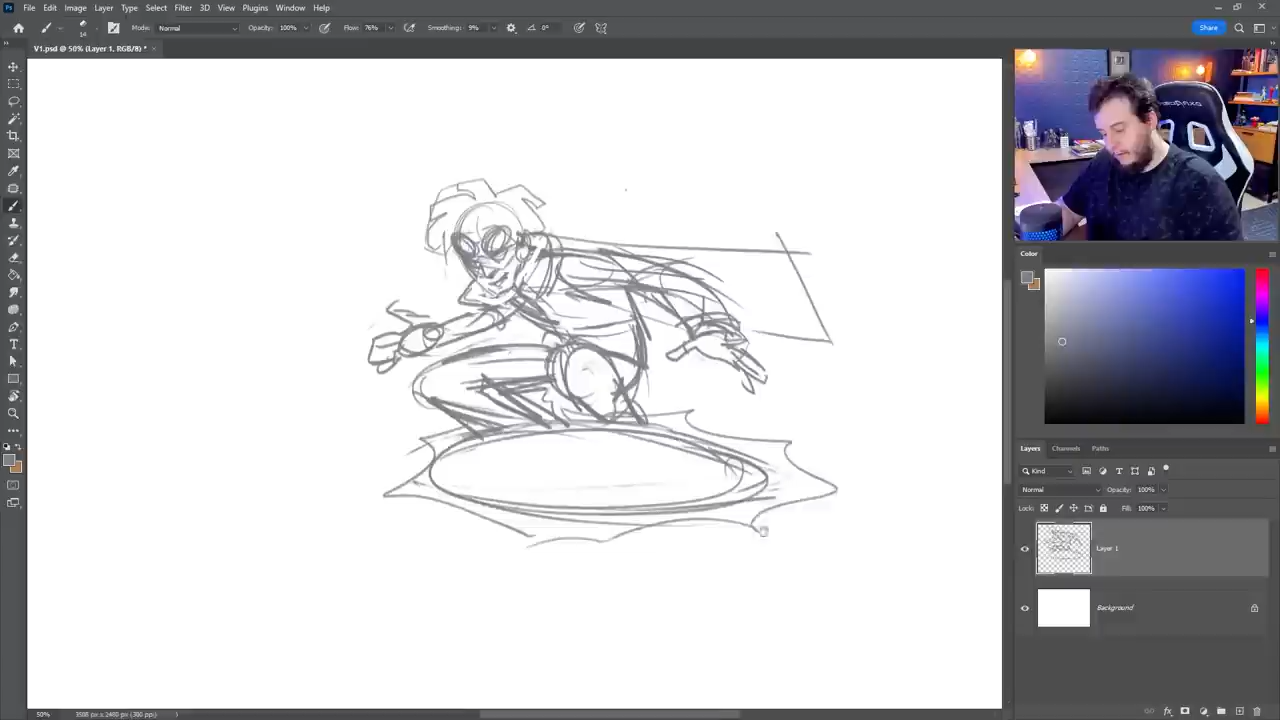 File Edit Image Layer Type Select Filter 3D View Plugins Window Help
14 Mode: Normal Opacity: 100% Flow: 76% Smoothing: 9% 0° Share
V1.psd @ 50% (Layer 1, RGB/8) *
Color
Layers Channels Paths
Kind
Normal Opacity: 100%
Lock: Fill: 100%
Layer 1
Background
50%